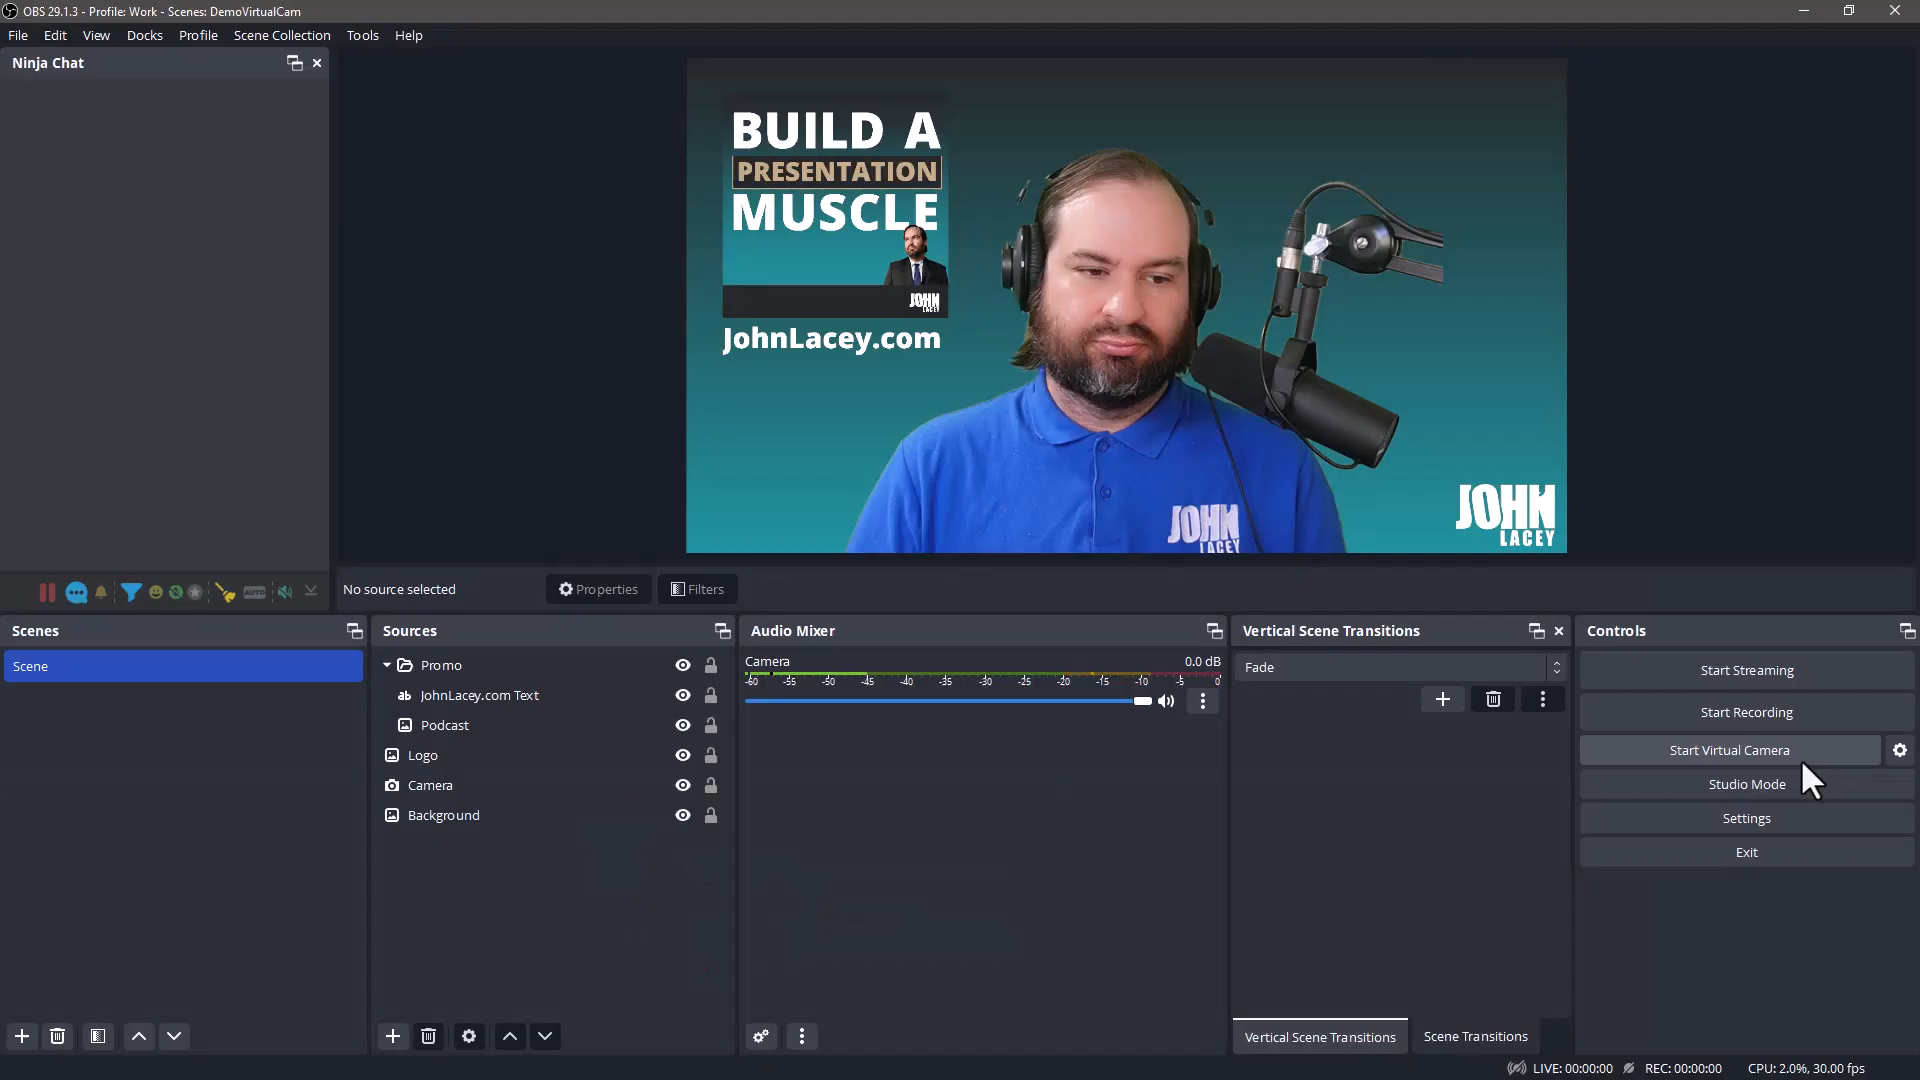 OBS 29.1.3 - Profile: Work - Scenes: DemoVirtualCam
File Edit View Docks Profile Scene Collection Tools Help
Ninja Chat
BUILD A
PRESENTATION
MUSCLE
JOHN
LACEY
JohnLacey.com
JOHN
LACEY
JOHN
LACEY
AUTO
No source selected
Properties
Filters
Scenes
Scene
Sources
Promo
ab JohnLacey.com Text
Podcast
Logo
Camera
Background
Audio Mixer
Camera 0.0 dB
-60 -55 -50 -45 -40 -35 -30 -25 -20 -15 -10 -5 0
Vertical Scene Transitions
Fade
Vertical Scene Transitions
Scene Transitions
Controls
Start Streaming
Start Recording
Start Virtual Camera
Studio Mode
Settings
Exit
LIVE: 00:00:00 REC: 00:00:00 CPU: 2.0%, 30.00 fps